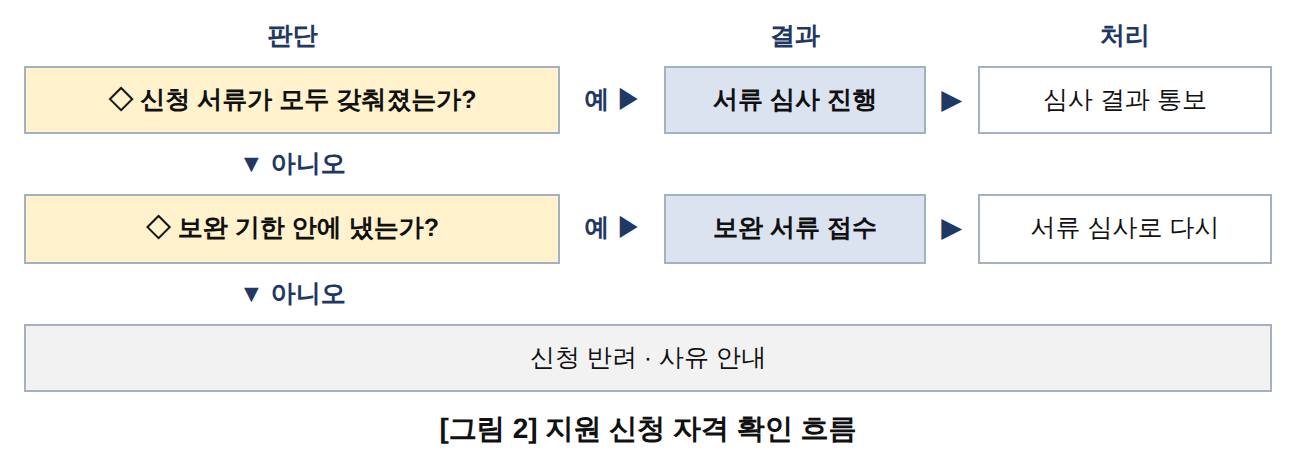 판단 결과 처리
◇ 신청 서류가 모두 갖춰졌는가? 예 ▶ 서류 심사 진행 ▶ 심사 결과 통보
▼ 아니오
◇ 보완 기한 안에 냈는가? 예 ▶ 보완 서류 접수 ▶ 서류 심사로 다시
▼ 아니오
신청 반려 · 사유 안내
[그림 2] 지원 신청 자격 확인 흐름